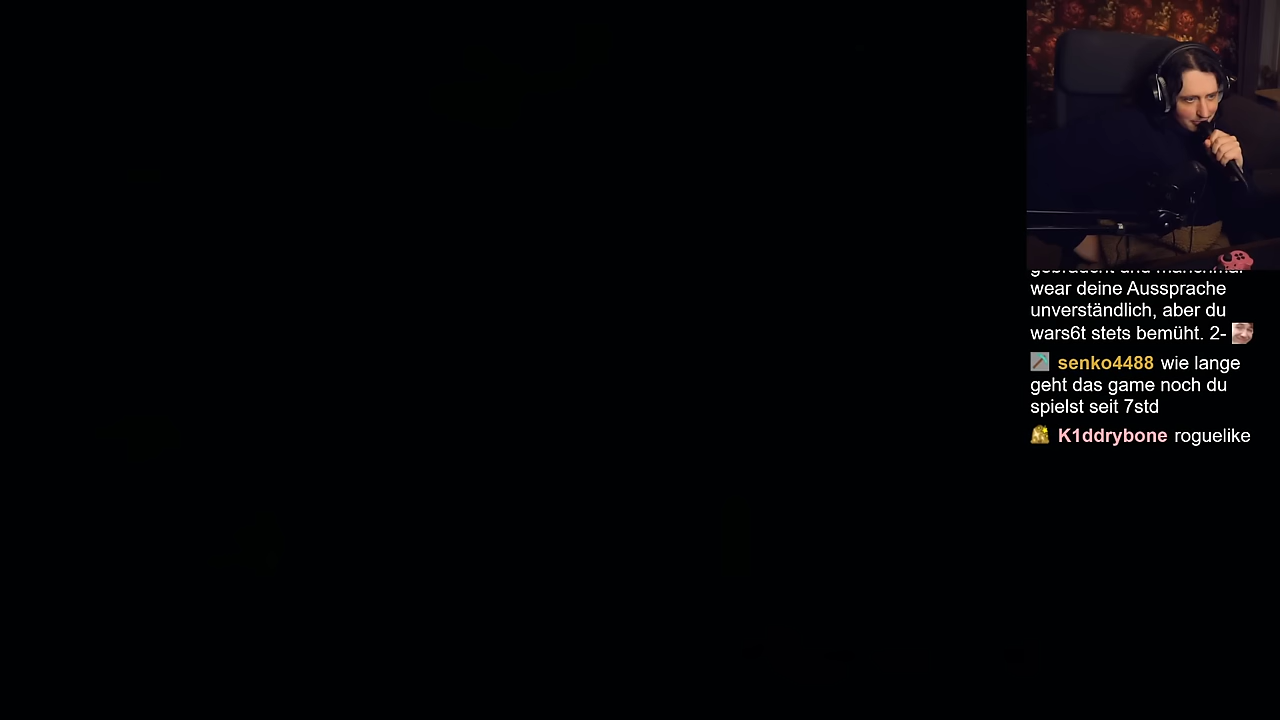 wear deine Aussprache
unverständlich, aber du
wars6t stets bemüht. 2-
senko4488 wie lange
geht das game noch du
spielst seit 7std
K1ddrybone roguelike